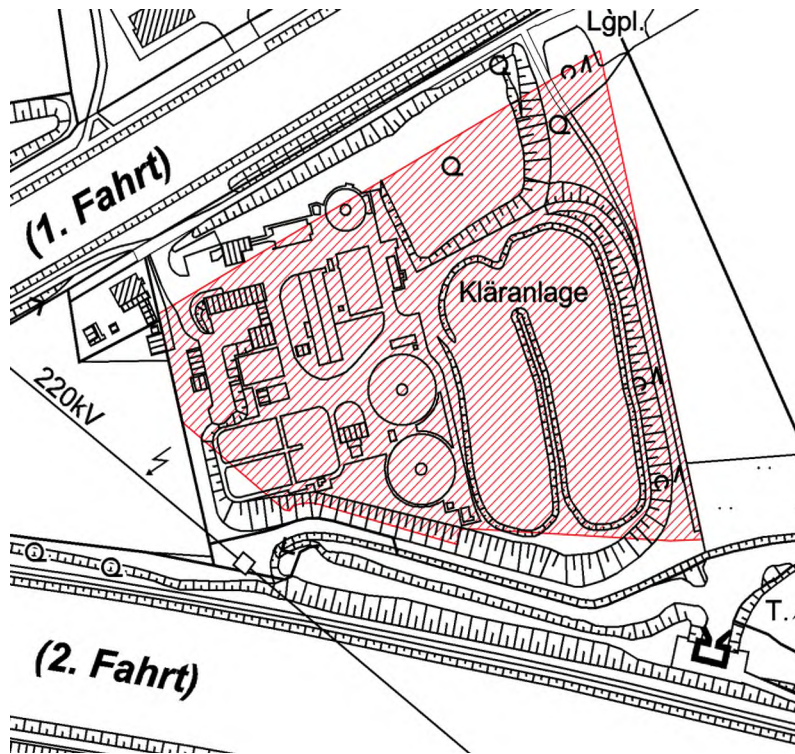 Lgpl.
(1. Fahrt)
Kläranlage
220kV
T.
(2. Fahrt)